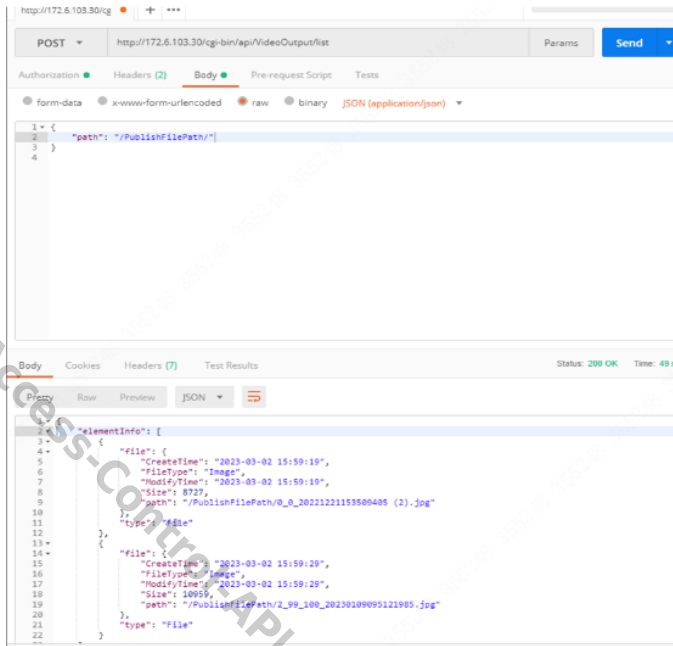 http://172.6.103.30/cg
POST http://172.6.103.30/cgi-bin/api/VideoOutput/list Params Send
Authorization Headers (2) Body Pre-request Script Tests
form-data x-www-form-urlencoded raw binary JSON (application/json)
1 {
2 "path": "/PublishFilePath/"
3 }
4
Body Cookies Headers (7) Test Results Status: 200 OK Time: 49
Pretty Raw Preview JSON
1 {
2 "elementInfo": [
3 {
4 "file": {
5 "CreateTime": "2023-03-02 15:59:19",
6 "FileType": "Image",
7 "ModifyTime": "2023-03-02 15:59:19",
8 "Size": 8727,
9 "path": "/PublishFilePath/0_0_20221221153509405 (2).jpg"
10 },
11 "type": "File"
12 },
13 {
14 "file": {
15 "CreateTime": "2023-03-02 15:59:29",
16 "FileType": "Image",
17 "ModifyTime": "2023-03-02 15:59:29",
18 "Size": 10959,
19 "path": "/PublishFilePath/2_99_100_20230109095121985.jpg"
20 },
21 "type": "File"
22 }
Access-Control-API